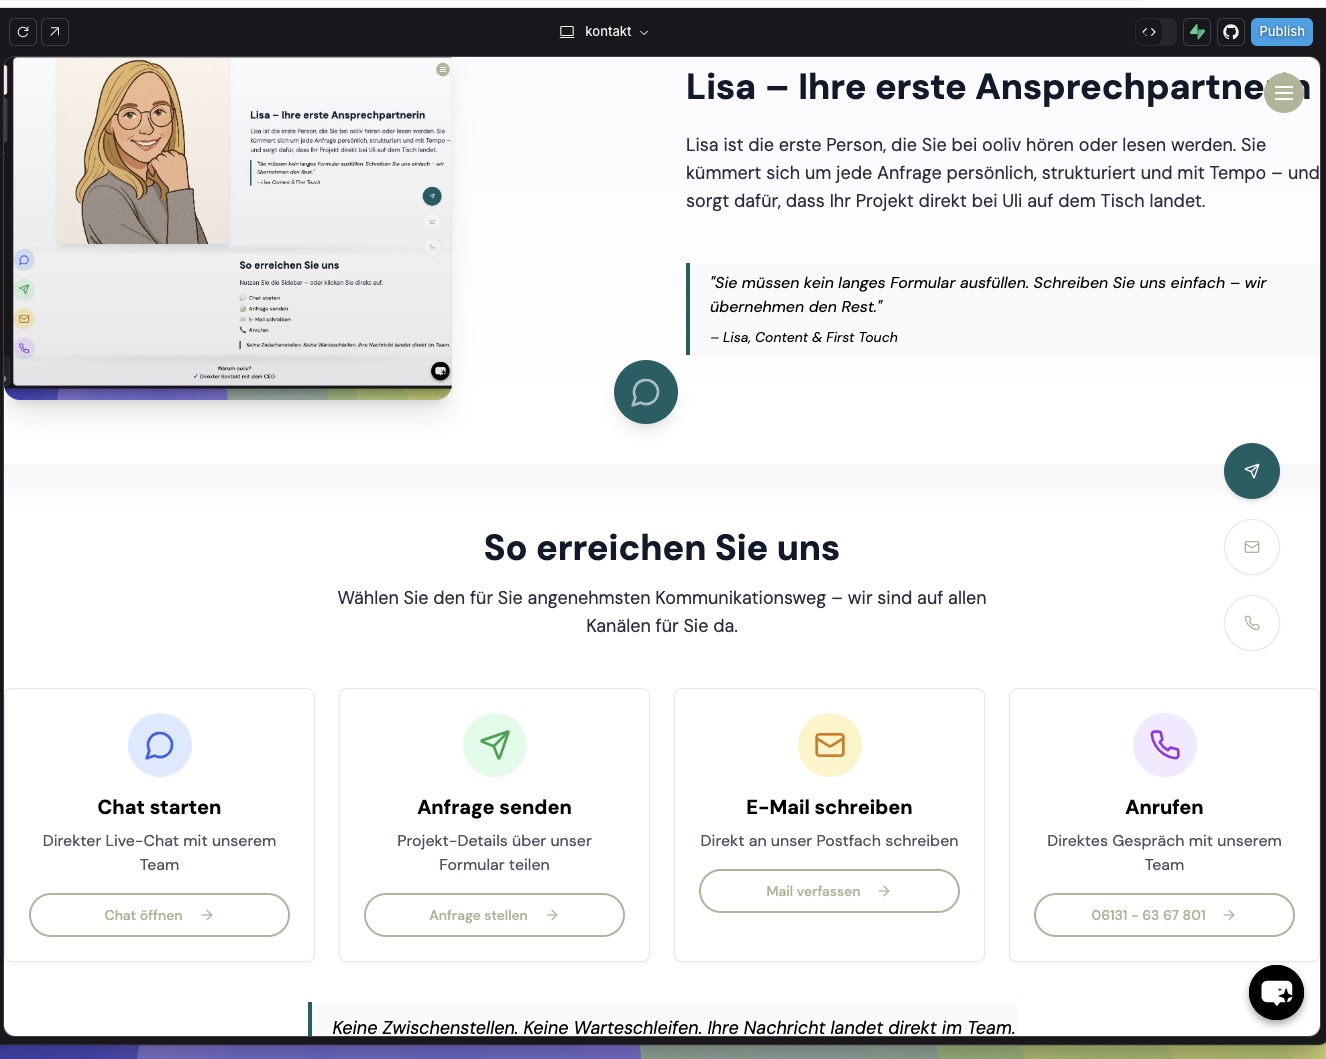 kontakt
Publish
Lisa – Ihre erste Ansprechpartnerin
Lisa ist die erste Person, die Sie bei ooliv hören oder lesen werden. Sie
kümmert sich um jede Anfrage persönlich, strukturiert und mit Tempo –
und sorgt dafür, dass Ihr Projekt direkt bei Uli auf dem Tisch landet.
"Sie müssen kein langes Formular ausfüllen. Schreiben Sie uns einfach – wir
übernehmen den Rest."
– Lisa, Content & First Touch
So erreichen Sie uns
Nutzen Sie die Sidebar – oder klicken Sie direkt auf:
Chat starten
Anfrage senden
E-Mail schreiben
Anrufen
Keine Zwischenstellen. Keine Warteschleifen. Ihre Nachricht landet direkt im Team.
Warum ooliv?
✓ Direkter Kontakt mit dem CEO
Lisa – Ihre erste Ansprechpartnerin
Lisa ist die erste Person, die Sie bei ooliv hören oder lesen werden. Sie
kümmert sich um jede Anfrage persönlich, strukturiert und mit Tempo – und
sorgt dafür, dass Ihr Projekt direkt bei Uli auf dem Tisch landet.
"Sie müssen kein langes Formular ausfüllen. Schreiben Sie uns einfach – wir
übernehmen den Rest."
– Lisa, Content & First Touch
So erreichen Sie uns
Wählen Sie den für Sie angenehmsten Kommunikationsweg – wir sind auf allen
Kanälen für Sie da.
Chat starten
Direkter Live-Chat mit unserem
Team
Chat öffnen
Anfrage senden
Projekt-Details über unser
Formular teilen
Anfrage stellen
E-Mail schreiben
Direkt an unser Postfach schreiben
Mail verfassen
Anrufen
Direktes Gespräch mit unserem
Team
06131 - 63 67 801
Keine Zwischenstellen. Keine Warteschleifen. Ihre Nachricht landet direkt im Team.